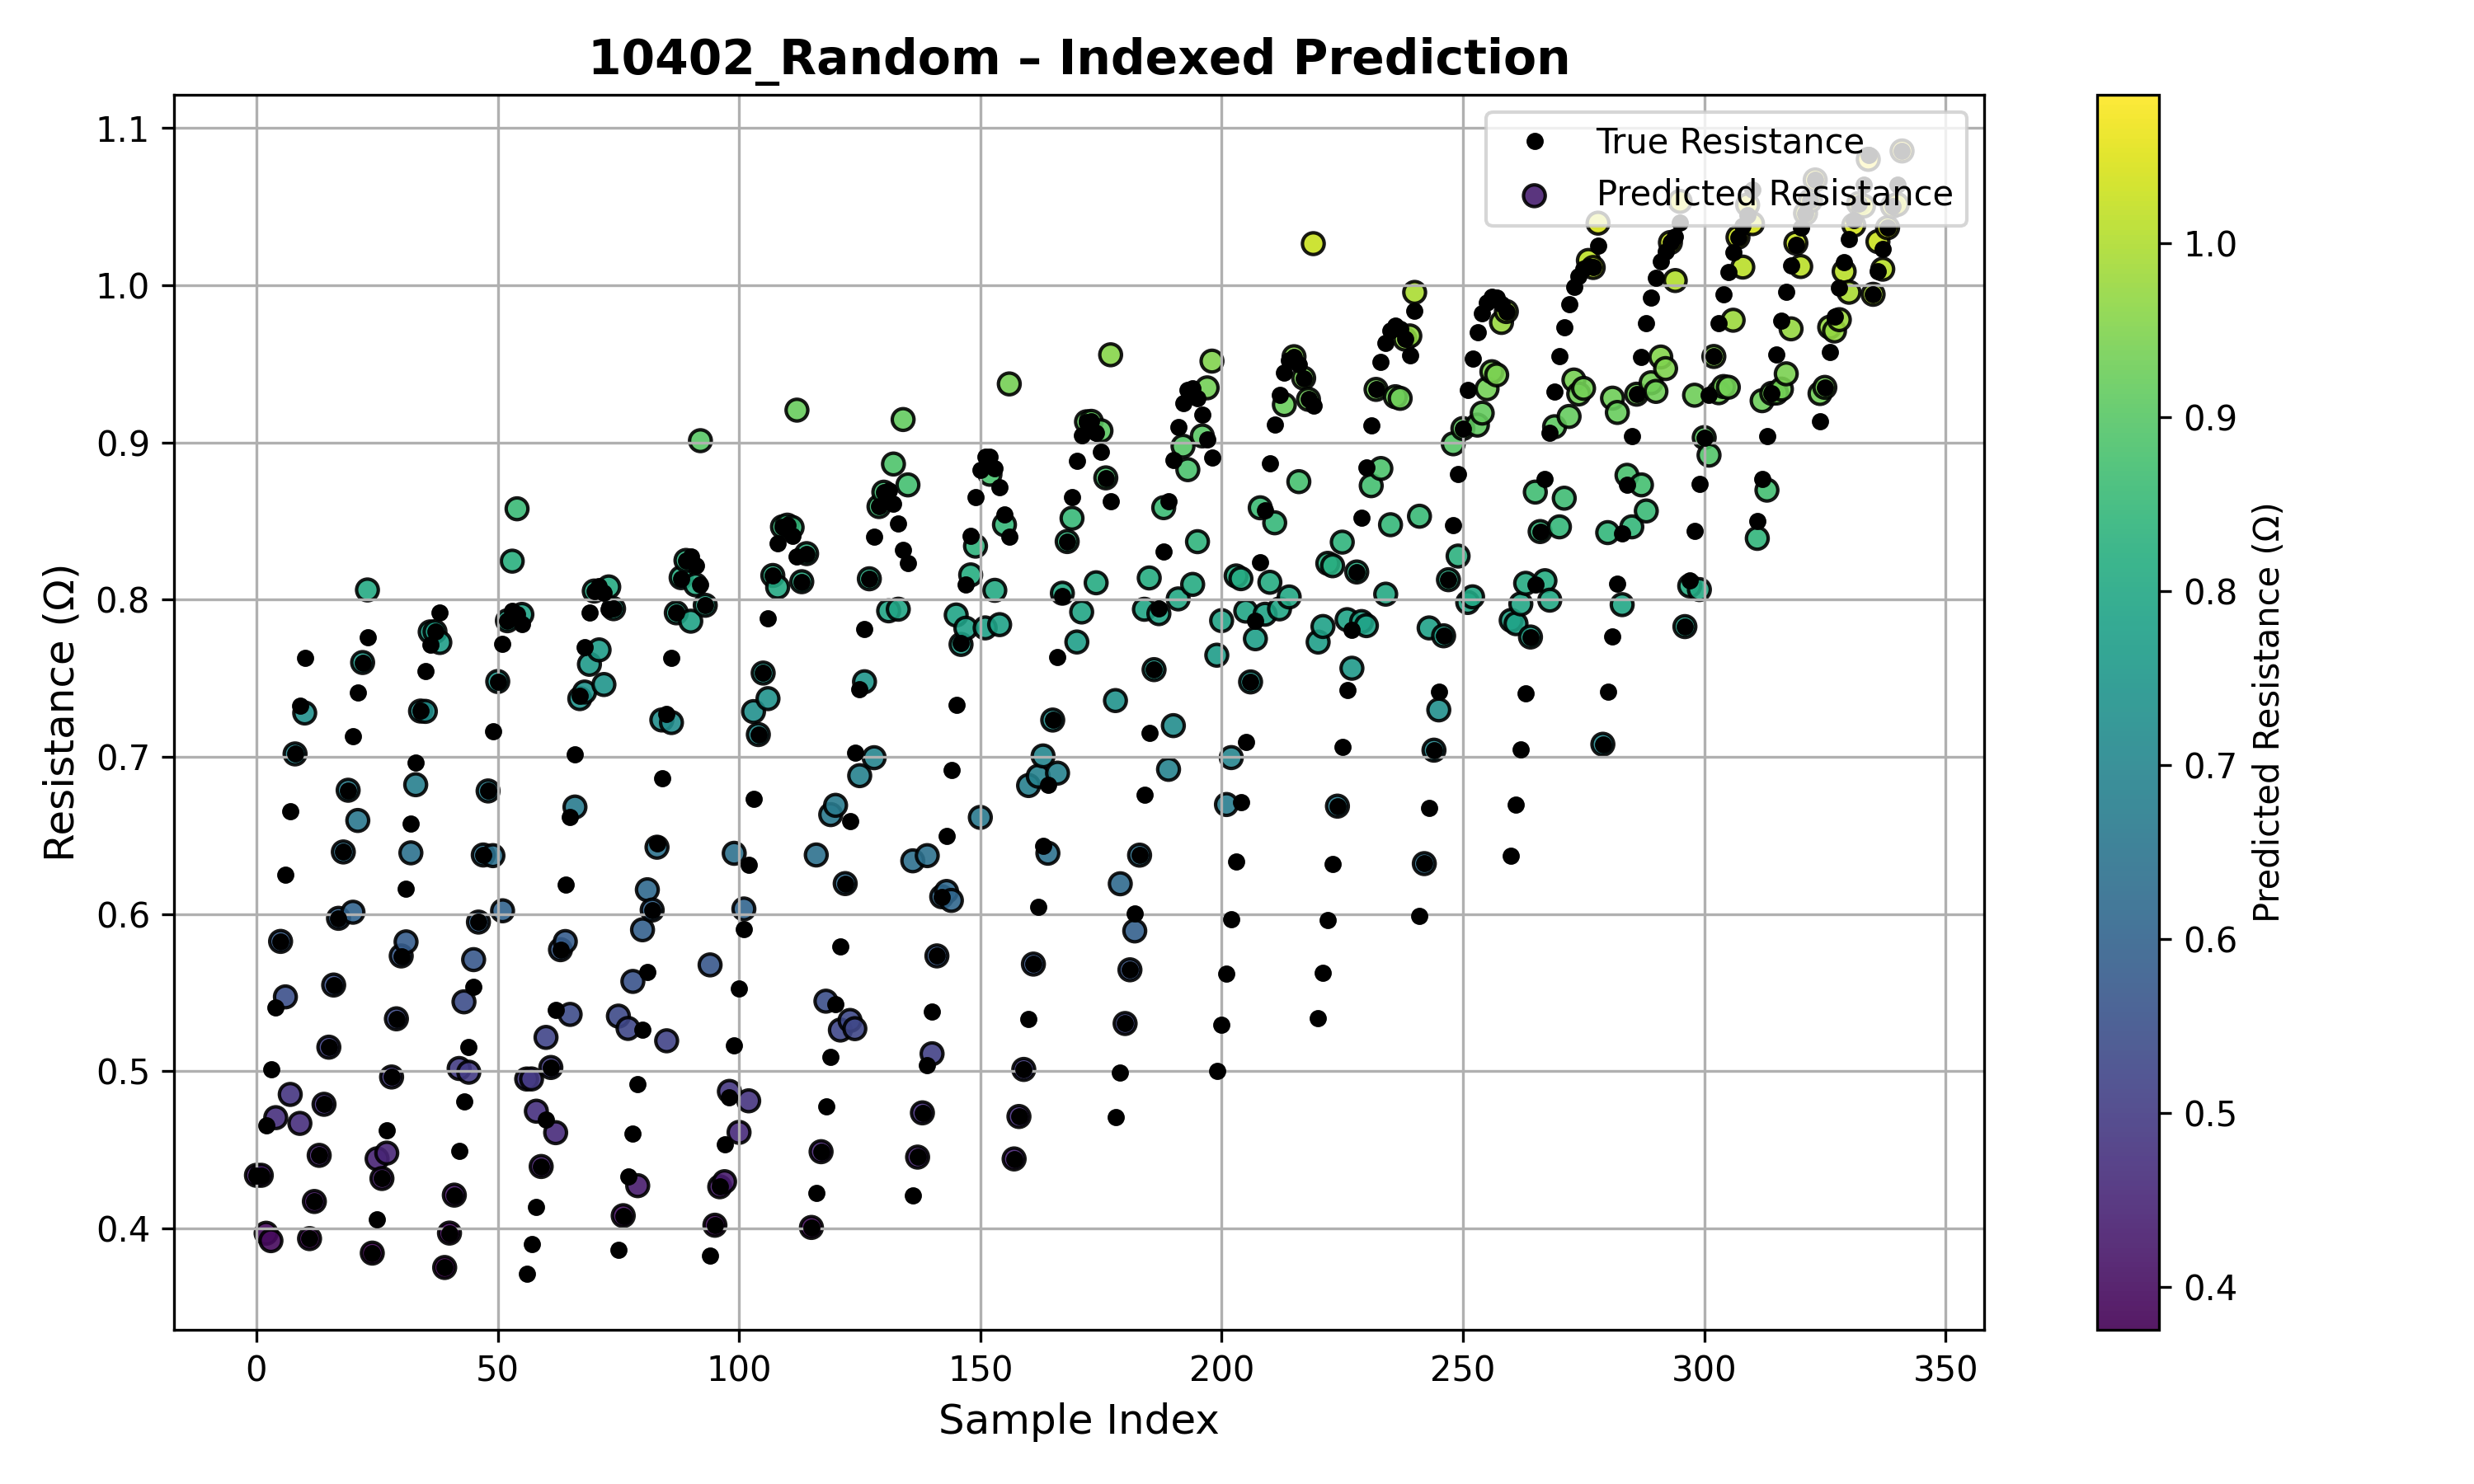 10402_Random – Indexed Prediction
Resistance (Ω)
1.1
1.0
0.9
0.8
0.7
0.6
0.5
0.4
0 50 100 150 200 250 300 350
Sample Index
True Resistance
Predicted Resistance
1.0
0.9
0.8
0.7
0.6
0.5
0.4
Predicted Resistance (Ω)